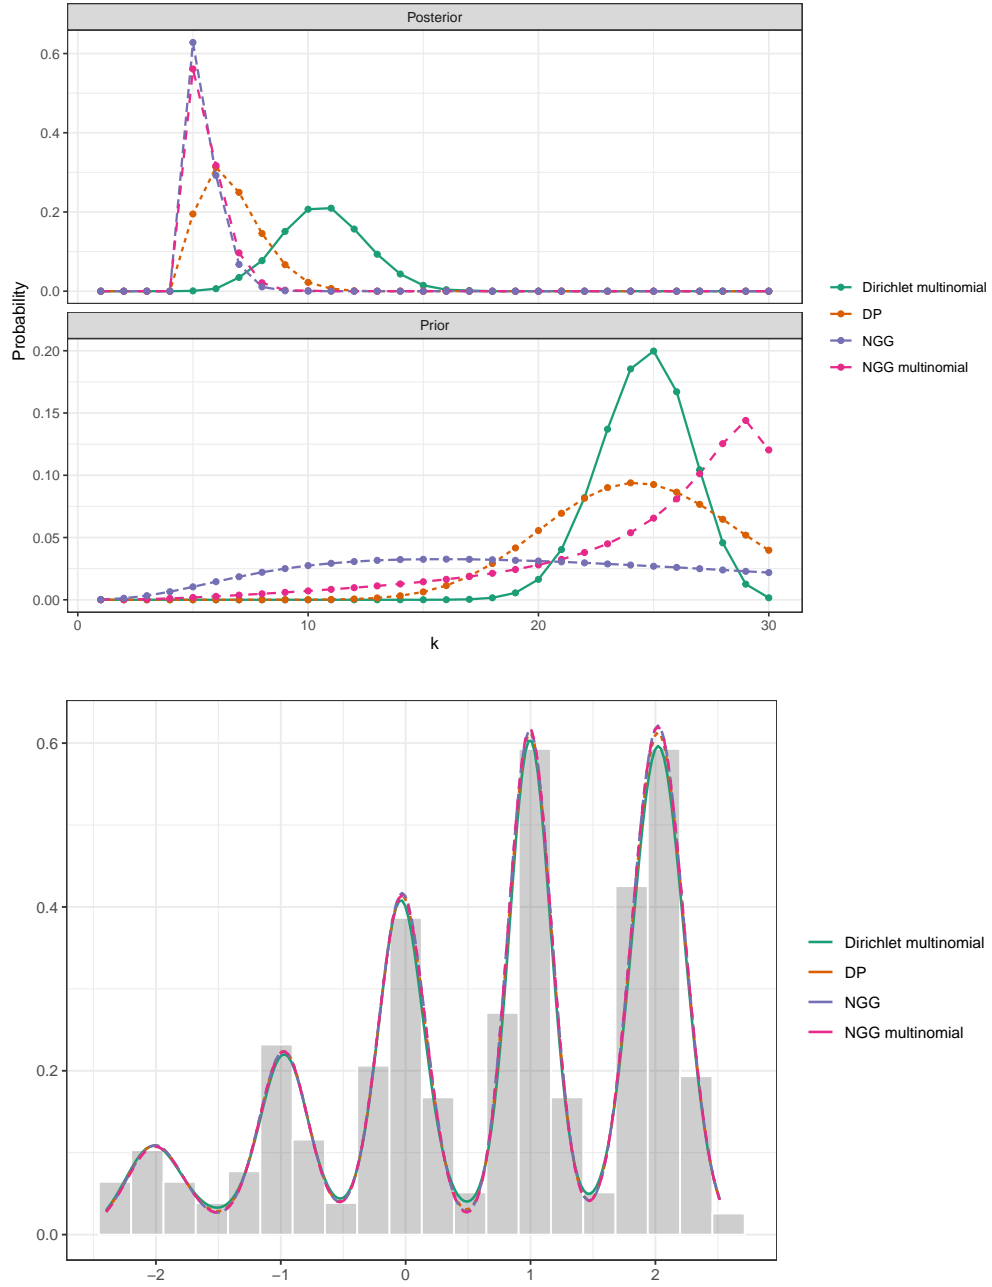 Posterior
0.6
0.4
0.2
0.0
Probability
Prior
0.20
0.15
0.10
0.05
0.00
0 10 20 30
k
Dirichlet multinomial
DP
NGG
NGG multinomial
0.6
0.4
0.2
0.0
−2 −1 0 1 2
Dirichlet multinomial
DP
NGG
NGG multinomial